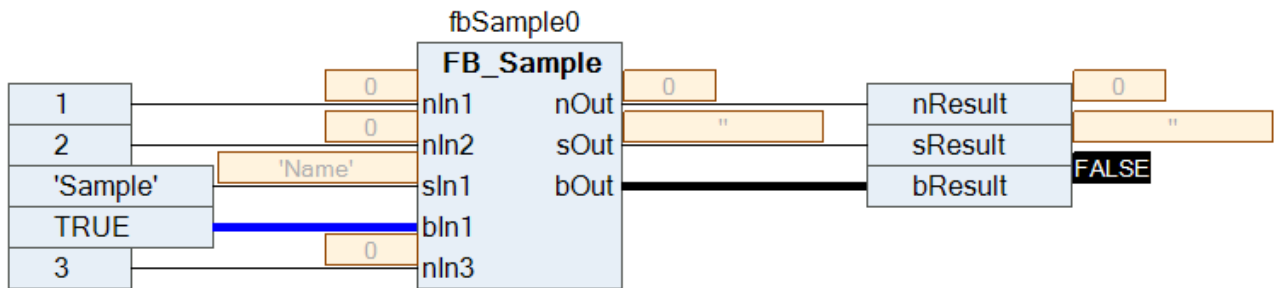 fbSample0
FB_Sample
1 0 nIn1 nOut 0 nResult 0
2 0 nIn2 sOut '' sResult ''
'Sample' 'Name' sIn1 bOut bResult FALSE
TRUE bIn1
3 0 nIn3